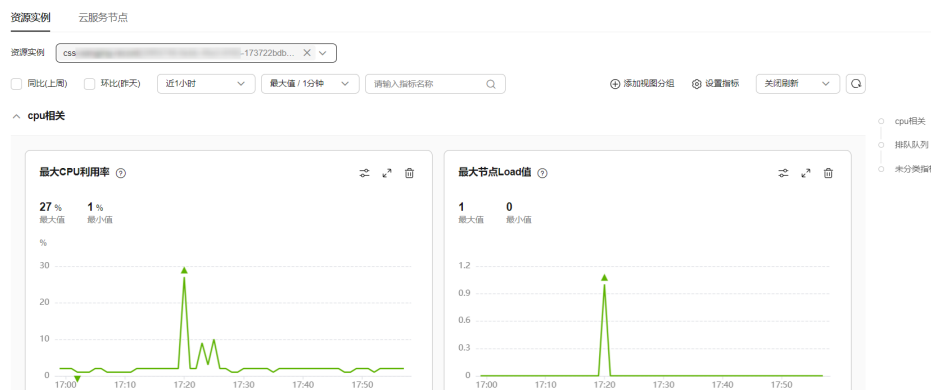 资源实例 云服务节点
资源实例 css -173722bdb...
同比(上周) 环比(昨天) 近1小时 最大值 / 1分钟 请输入指标名称 添加视图分组 设置指标 关闭刷新
cpu相关
cpu相关
排队队列
未分类指标
最大CPU利用率
27 % 1 %
最大值 最小值
%
30
20
10
0
17:00 17:10 17:20 17:30 17:40 17:50
最大节点Load值
1 0
最大值 最小值
1.2
0.9
0.6
0.3
0
17:00 17:10 17:20 17:30 17:40 17:50